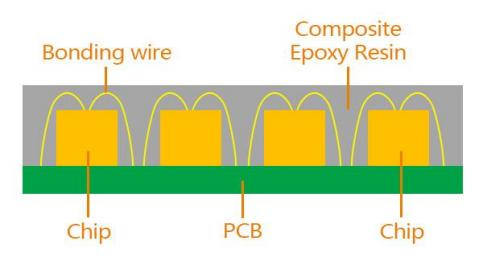 Composite
Bonding wire
Epoxy Resin
Chip
PCB
Chip